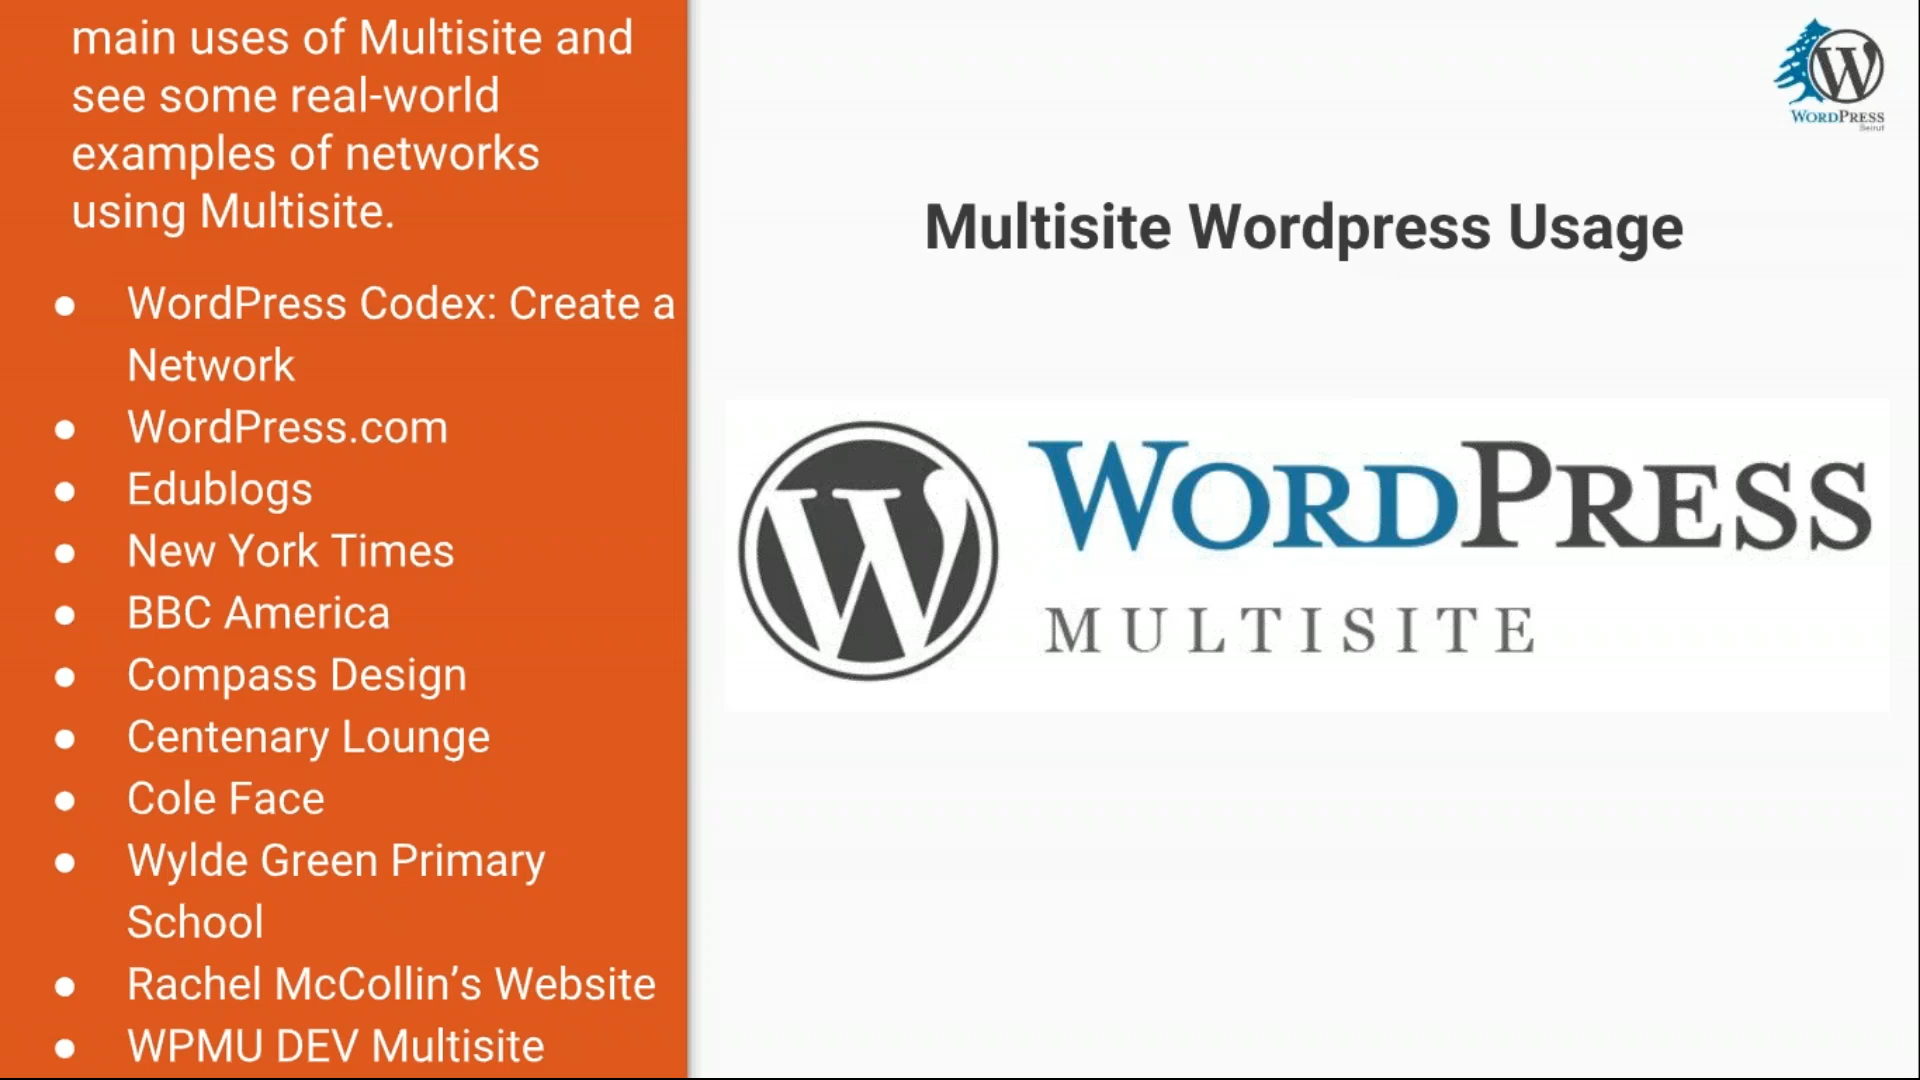 main uses of Multisite and
see some real-world
examples of networks
using Multisite.
● WordPress Codex: Create a
Network
● WordPress.com
● Edublogs
● New York Times
● BBC America
● Compass Design
● Centenary Lounge
● Cole Face
● Wylde Green Primary
School
● Rachel McCollin’s Website
● WPMU DEV Multisite
WORDPRESS
Beirut
Multisite Wordpress Usage
WORDPRESS
MULTISITE